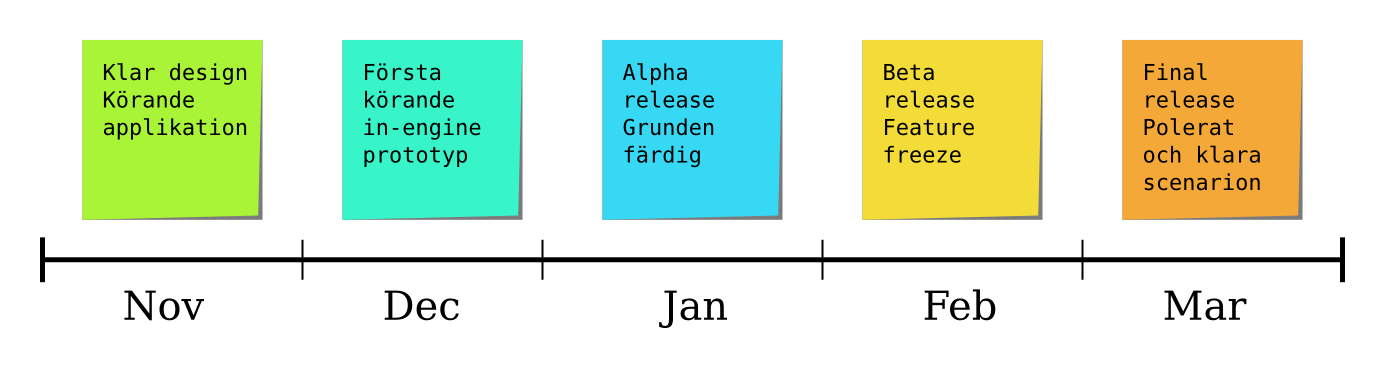 Klar design
Körande
applikation
Första
körande
in-engine
prototyp
Alpha
release
Grunden
färdig
Beta
release
Feature
freeze
Final
release
Polerat
och klara
scenarion
Nov
Dec
Jan
Feb
Mar